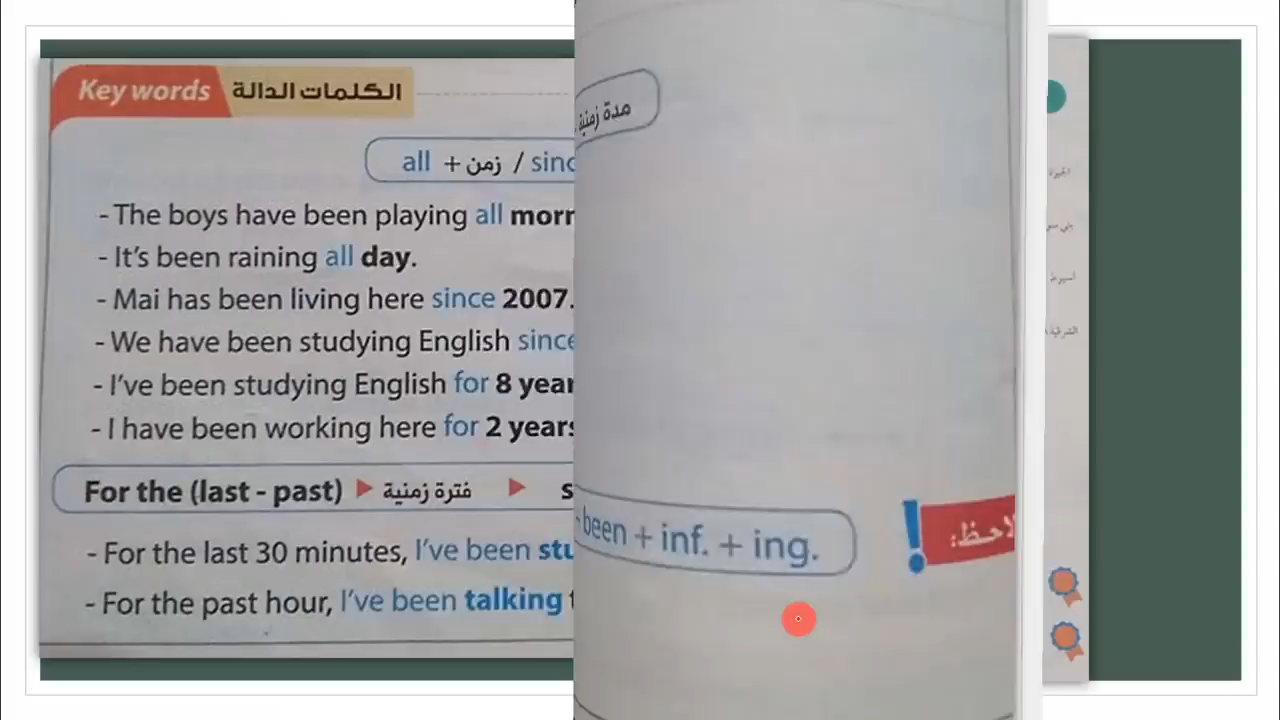 Key words الكلمات الدالة
all + زمن / sinc
مدة زمنية
- The boys have been playing all morn
- It's been raining all day.
- Mai has been living here since 2007.
- We have been studying English since
- I've been studying English for 8 year
- I have been working here for 2 years
For the (last - past) فترة زمنية s
been + inf. + ing.
لاحظ:
- For the last 30 minutes, I've been stu
- For the past hour, I've been talking t
الجيزة
اسيوط
الشرقية